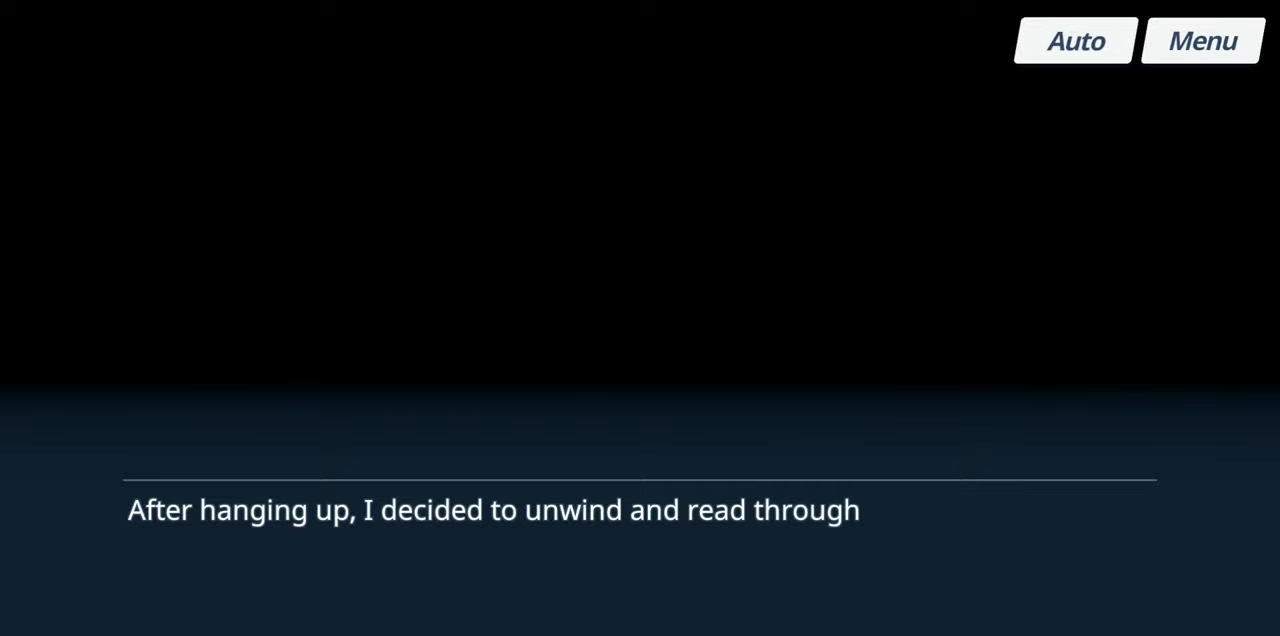 Auto Menu
After hanging up, I decided to unwind and read through